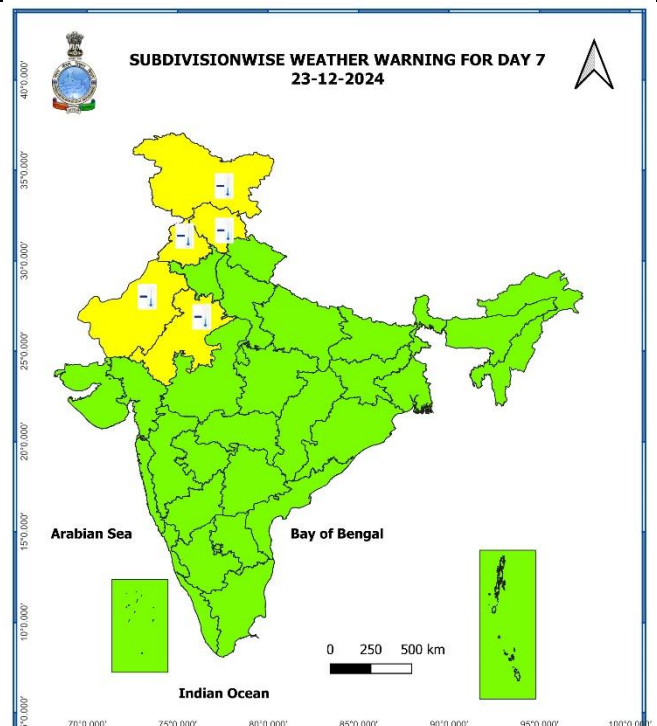 SUBDIVISIONWISE WEATHER WARNING FOR DAY 7
23-12-2024
40°0.000'
35°0.000'
30°0.000'
25°0.000'
20°0.000'
15°0.000'
10°0.000'
5°0.000'
Arabian Sea
Bay of Bengal
0 250 500 km
Indian Ocean
70°0.000' 75°0.000' 80°0.000' 85°0.000' 90°0.000' 95°0.000' 100°0.000'